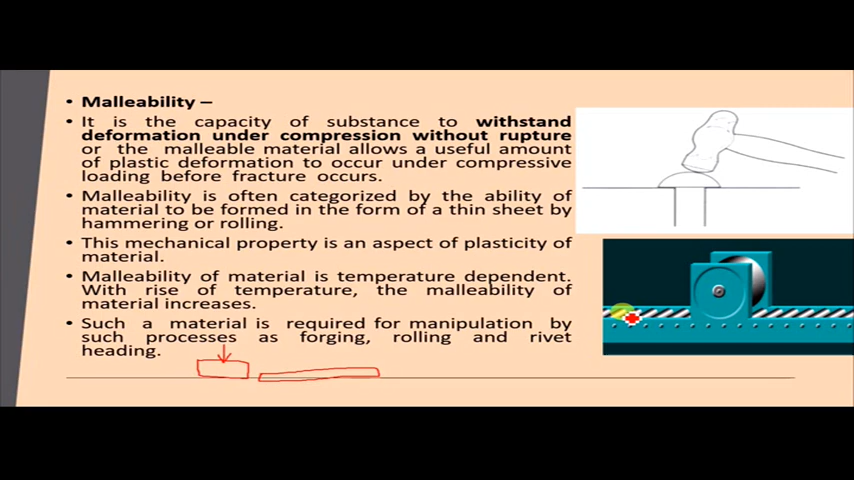 • Malleability –
• It is the capacity of substance to withstand
deformation under compression without rupture
or the malleable material allows a useful amount
of plastic deformation to occur under compressive
loading before fracture occurs.
• Malleability is often categorized by the ability of
material to be formed in the form of a thin sheet by
hammering or rolling.
• This mechanical property is an aspect of plasticity of
material.
• Malleability of material is temperature dependent.
With rise of temperature, the malleability of
material increases.
• Such a material is required for manipulation by
such processes as forging, rolling and rivet
heading.